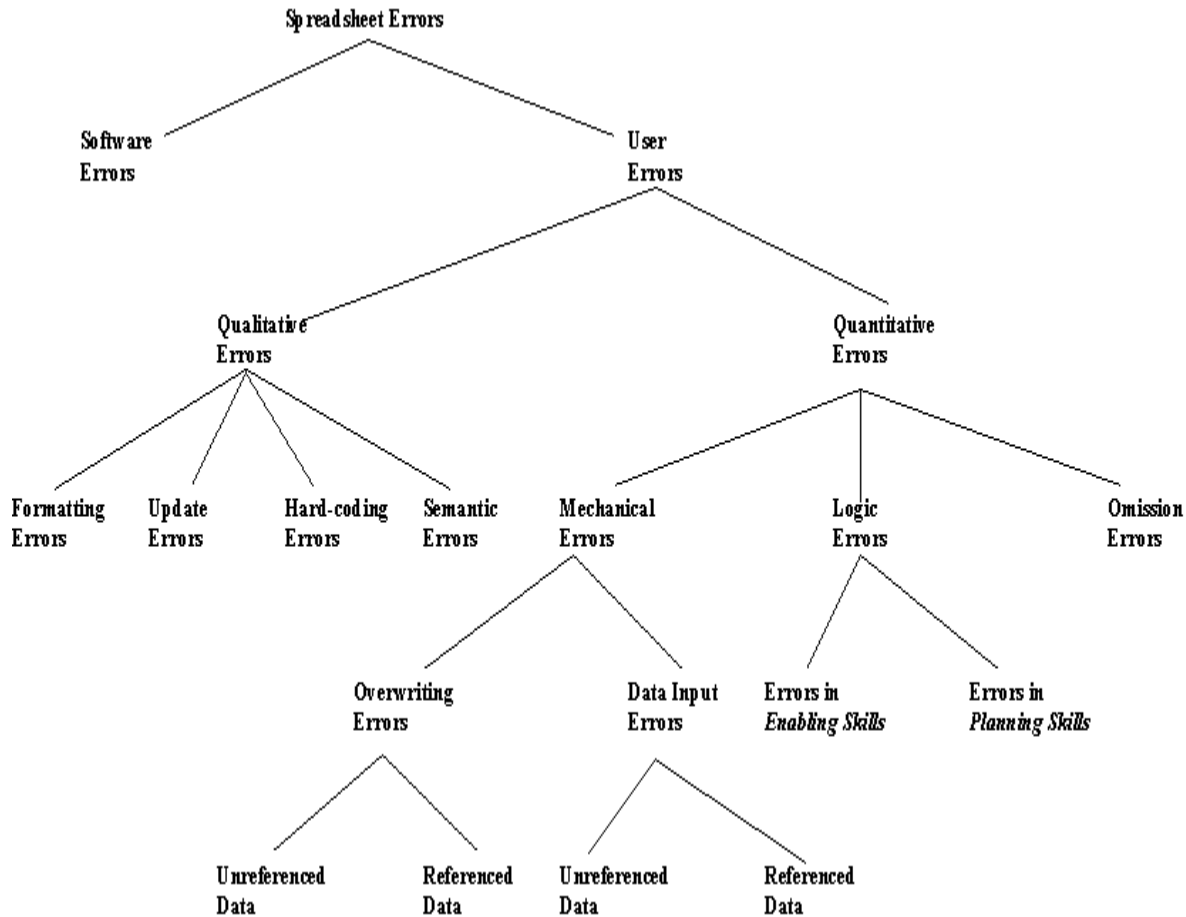 Spreadsheet Errors
Software
Errors
User
Errors
Qualitative
Errors
Quantitative
Errors
Formatting
Errors
Update
Errors
Hard-coding
Errors
Semantic
Errors
Mechanical
Errors
Logic
Errors
Omission
Errors
Overwriting
Errors
Data Input
Errors
Errors in
Enabling Skills
Errors in
Planning Skills
Unreferenced
Data
Referenced
Data
Unreferenced
Data
Referenced
Data